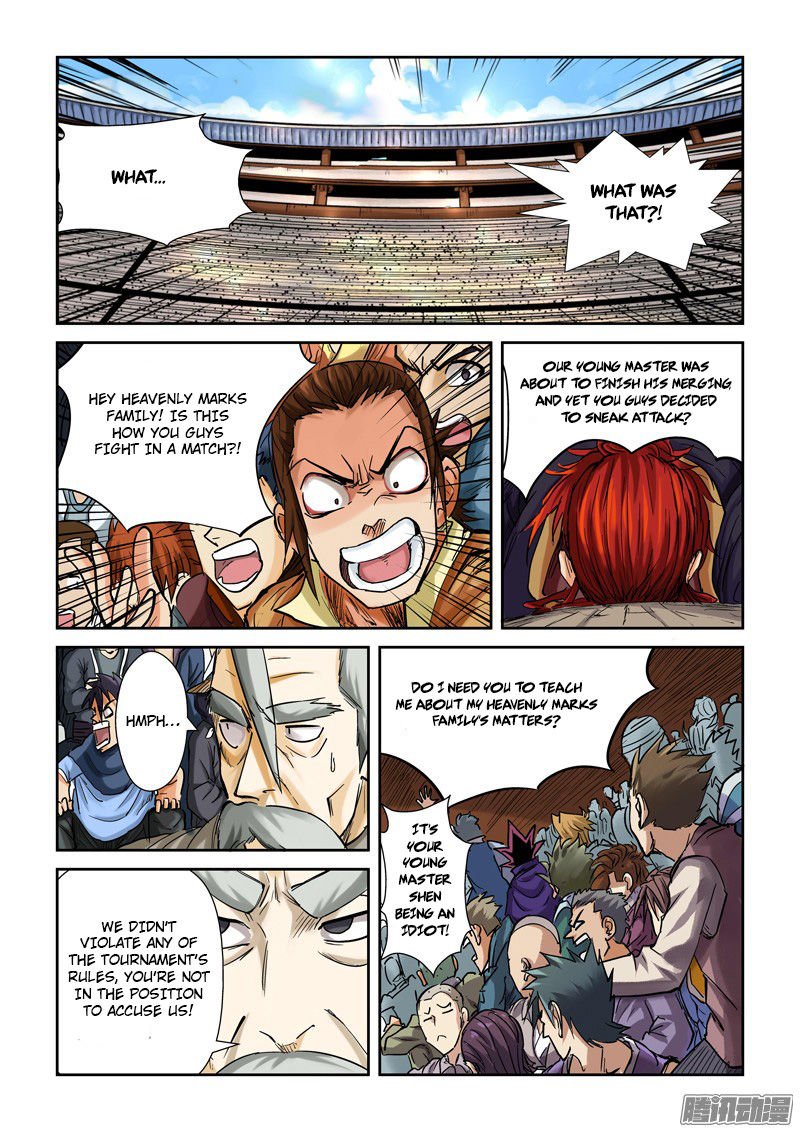 WHAT...
WHAT WAS
THAT?!
HEY HEAVENLY MARKS
FAMILY! IS THIS
HOW YOU GUYS
FIGHT IN A MATCH?!
OUR YOUNG MASTER WAS
ABOUT TO FINISH HIS MERGING
AND YET YOU GUYS DECIDED
TO SNEAK ATTACK?
HMPH...
WE DIDN'T
VIOLATE ANY OF
THE TOURNAMENT'S
RULES, YOU'RE NOT
IN THE POSITION
TO ACCUSE US!
DO I NEED YOU TO TEACH
ME ABOUT MY HEAVENLY MARKS
FAMILY'S MATTERS?
IT'S
YOUR
YOUNG
MASTER
SHEN
BEING AN
IDIOT!
腾讯动漫